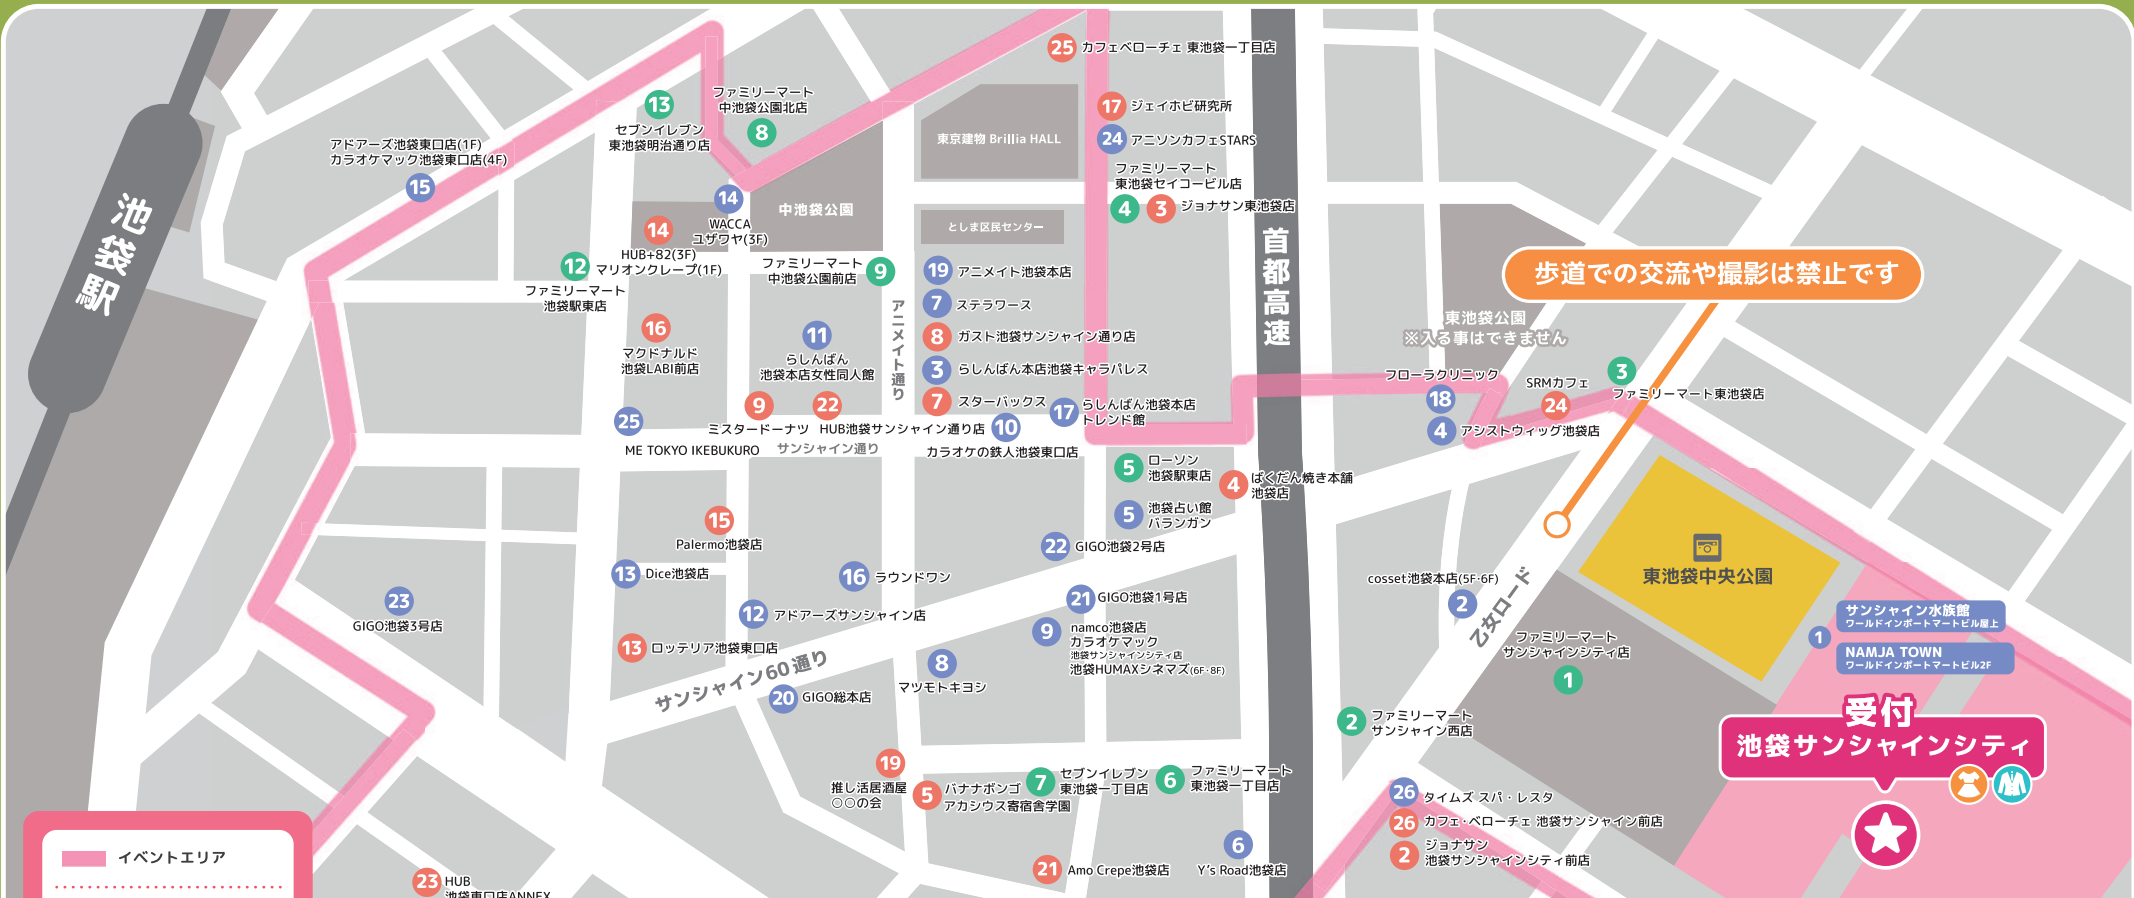 池袋駅
25 カフェベローチェ 東池袋一丁目店
13
セブンイレブン
東池袋明治通り店
ファミリーマート
中池袋公園北店
8
アドアーズ池袋東口店(1F)
カラオケマック池袋東口店(4F)
15
東京建物 Brillia HALL
17 ジェイホビ研究所
24 アニソンカフェSTARS
ファミリーマート
東池袋セイコービル店
4
3 ジョナサン東池袋店
14
WACCA
ユザワヤ(3F)
中池袋公園
としま区民センター
14
HUB+82(3F)
マリオンクレープ(1F)
12
ファミリーマート
池袋駅東店
ファミリーマート
中池袋公園前店
9
首都高速
19 アニメイト池袋本店
7 ステラワース
8 ガスト池袋サンシャイン通り店
3 らしんばん本店池袋キャラパレス
7 スターバックス
アニメイト通り
16
マクドナルド
池袋LABI前店
11
らしんばん
池袋本店女性同人館
9
ミスタードーナツ
22
HUB池袋サンシャイン通り店
25
ME TOKYO IKEBUKURO
サンシャイン通り
10
カラオケの鉄人池袋東口店
17 らしんばん池袋本店
トレンド館
歩道での交流や撮影は禁止です
東池袋公園
※入る事はできません
フローラクリニック
18
4 アシストウィッグ池袋店
SRMカフェ
24
3
ファミリーマート東池袋店
5 ローソン
池袋駅東店
4 ばくだん焼き本舗
池袋店
5 池袋占い館
バランガン
15
Palermo池袋店
22 GIGO池袋2号店
13 Dice池袋店
16 ラウンドワン
12 アドアーズサンシャイン店
21 GIGO池袋1号店
9 namco池袋店
カラオケマック
池袋サンシャインシティ店
池袋HUMAXシネマズ(6F·8F)
23
GIGO池袋3号店
13 ロッテリア池袋東口店
サンシャイン60通り
8
マツモトキヨシ
20 GIGO総本店
cosset池袋本店(5F·6F)
2
乙女ロード
東池袋中央公園
ファミリーマート
サンシャインシティ店
1
1
サンシャイン水族館
ワールドインポートマートビル屋上
NAMJA TOWN
ワールドインポートマートビル2F
受付
池袋サンシャインシティ
2 ファミリーマート
サンシャイン西店
19
推し活居酒屋
○○の会
5 バナナボンゴ
アカシウス寄宿舎学園
7 セブンイレブン
東池袋一丁目店
6 ファミリーマート
東池袋一丁目店
26 タイムズ スパ・レスタ
26 カフェ・ベローチェ 池袋サンシャイン前店
2 ジョナサン
池袋サンシャインシティ前店
6
Y's Road池袋店
21 Amo Crepe池袋店
イベントエリア
23 HUB
池袋東口店ANNEX